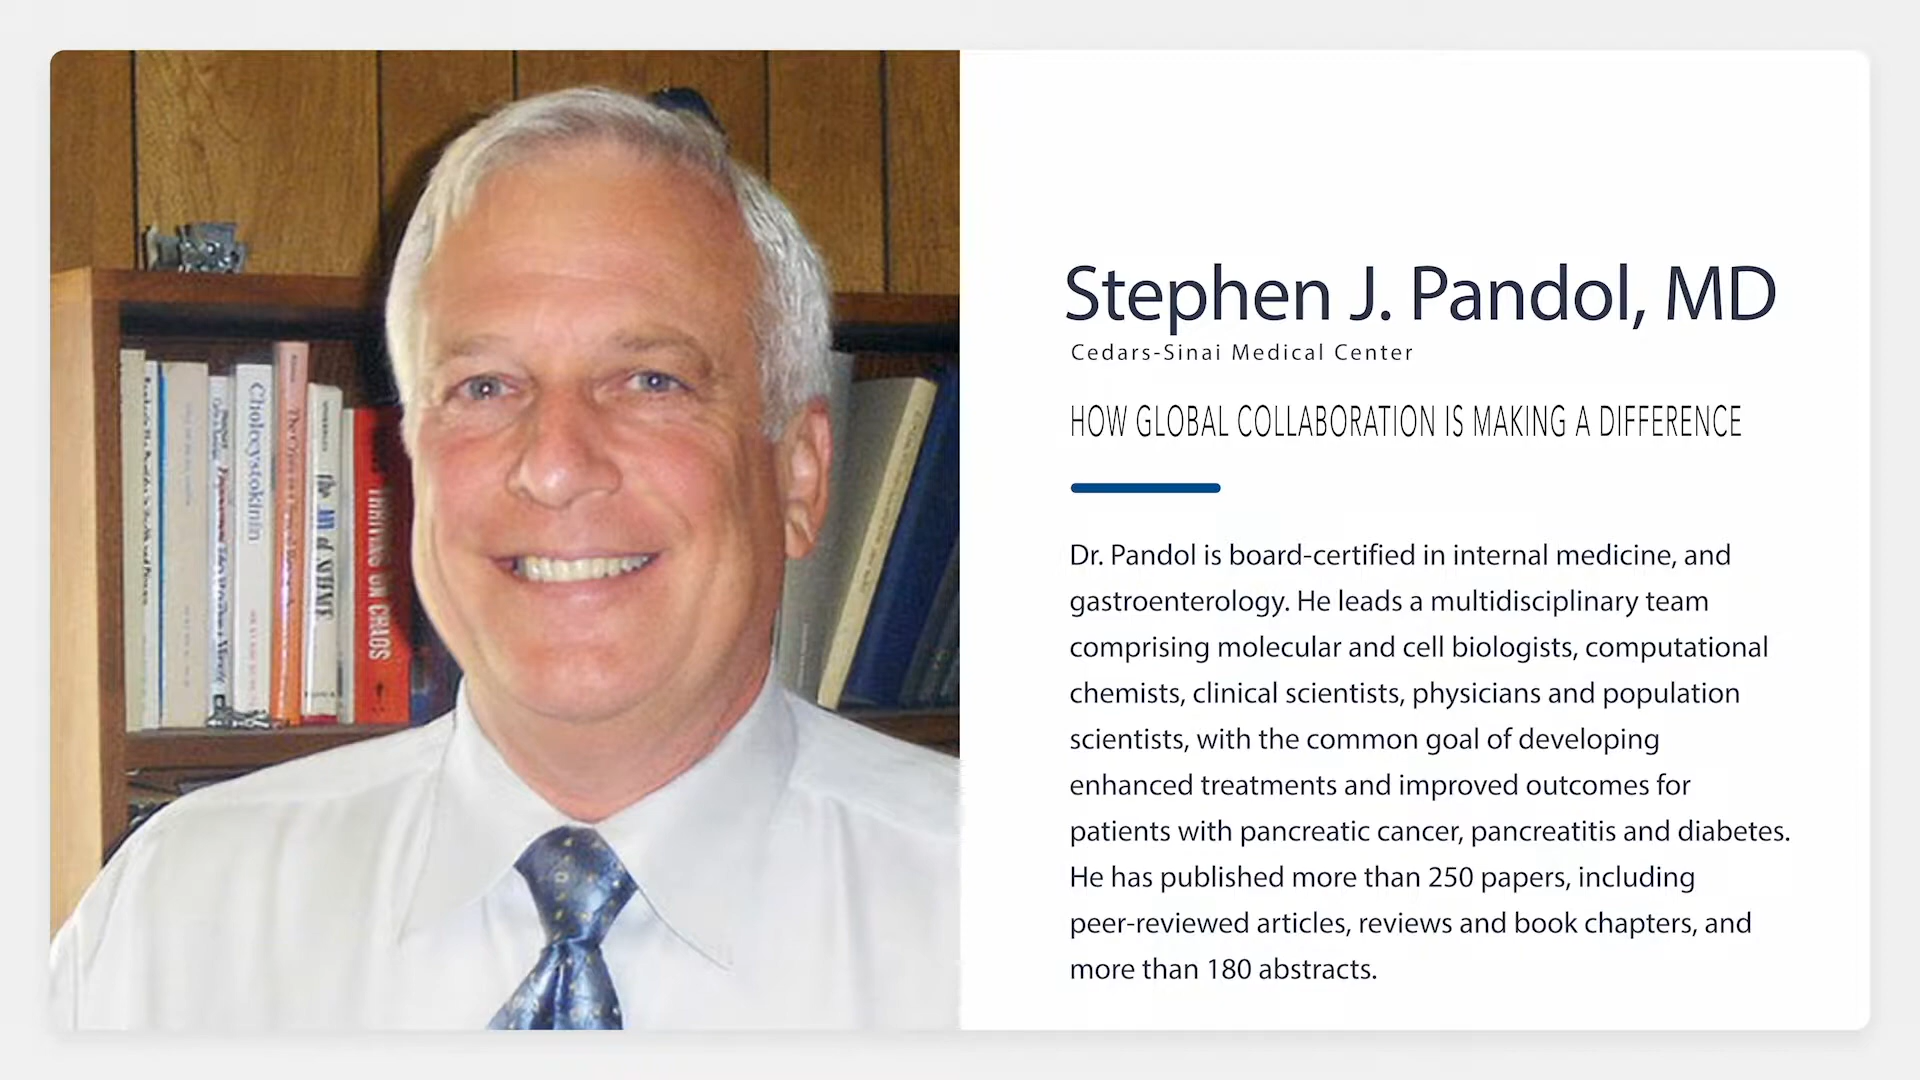 Stephen J. Pandol, MD
Cedars-Sinai Medical Center
HOW GLOBAL COLLABORATION IS MAKING A DIFFERENCE
Dr. Pandol is board-certified in internal medicine, and
gastroenterology. He leads a multidisciplinary team
comprising molecular and cell biologists, computational
chemists, clinical scientists, physicians and population
scientists, with the common goal of developing
enhanced treatments and improved outcomes for
patients with pancreatic cancer, pancreatitis and diabetes.
He has published more than 250 papers, including
peer-reviewed articles, reviews and book chapters, and
more than 180 abstracts.
Cholecystokinin
THRIVING ON CHAOS